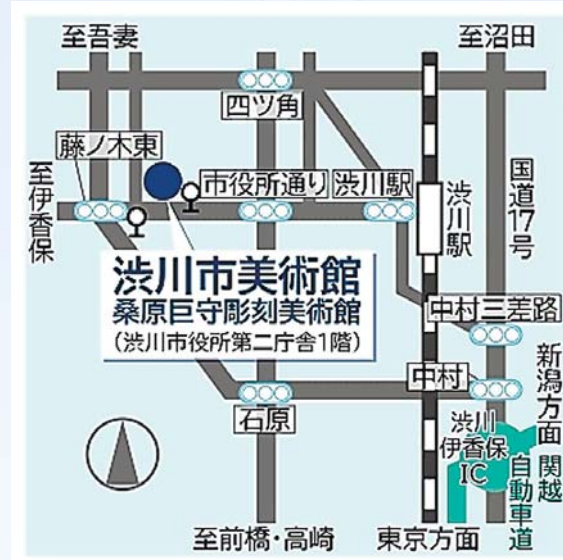 至吾妻
至沼田
四ツ角
藤ノ木東
至伊香保
市役所通り
渋川駅
渋川駅
国道17号
渋川市美術館
桑原巨守彫刻美術館
(渋川市役所第二庁舎1階)
中村三差路
中村
新潟方面
石原
渋川
伊香保
IC
関越
自動車道
至前橋・高崎
東京方面